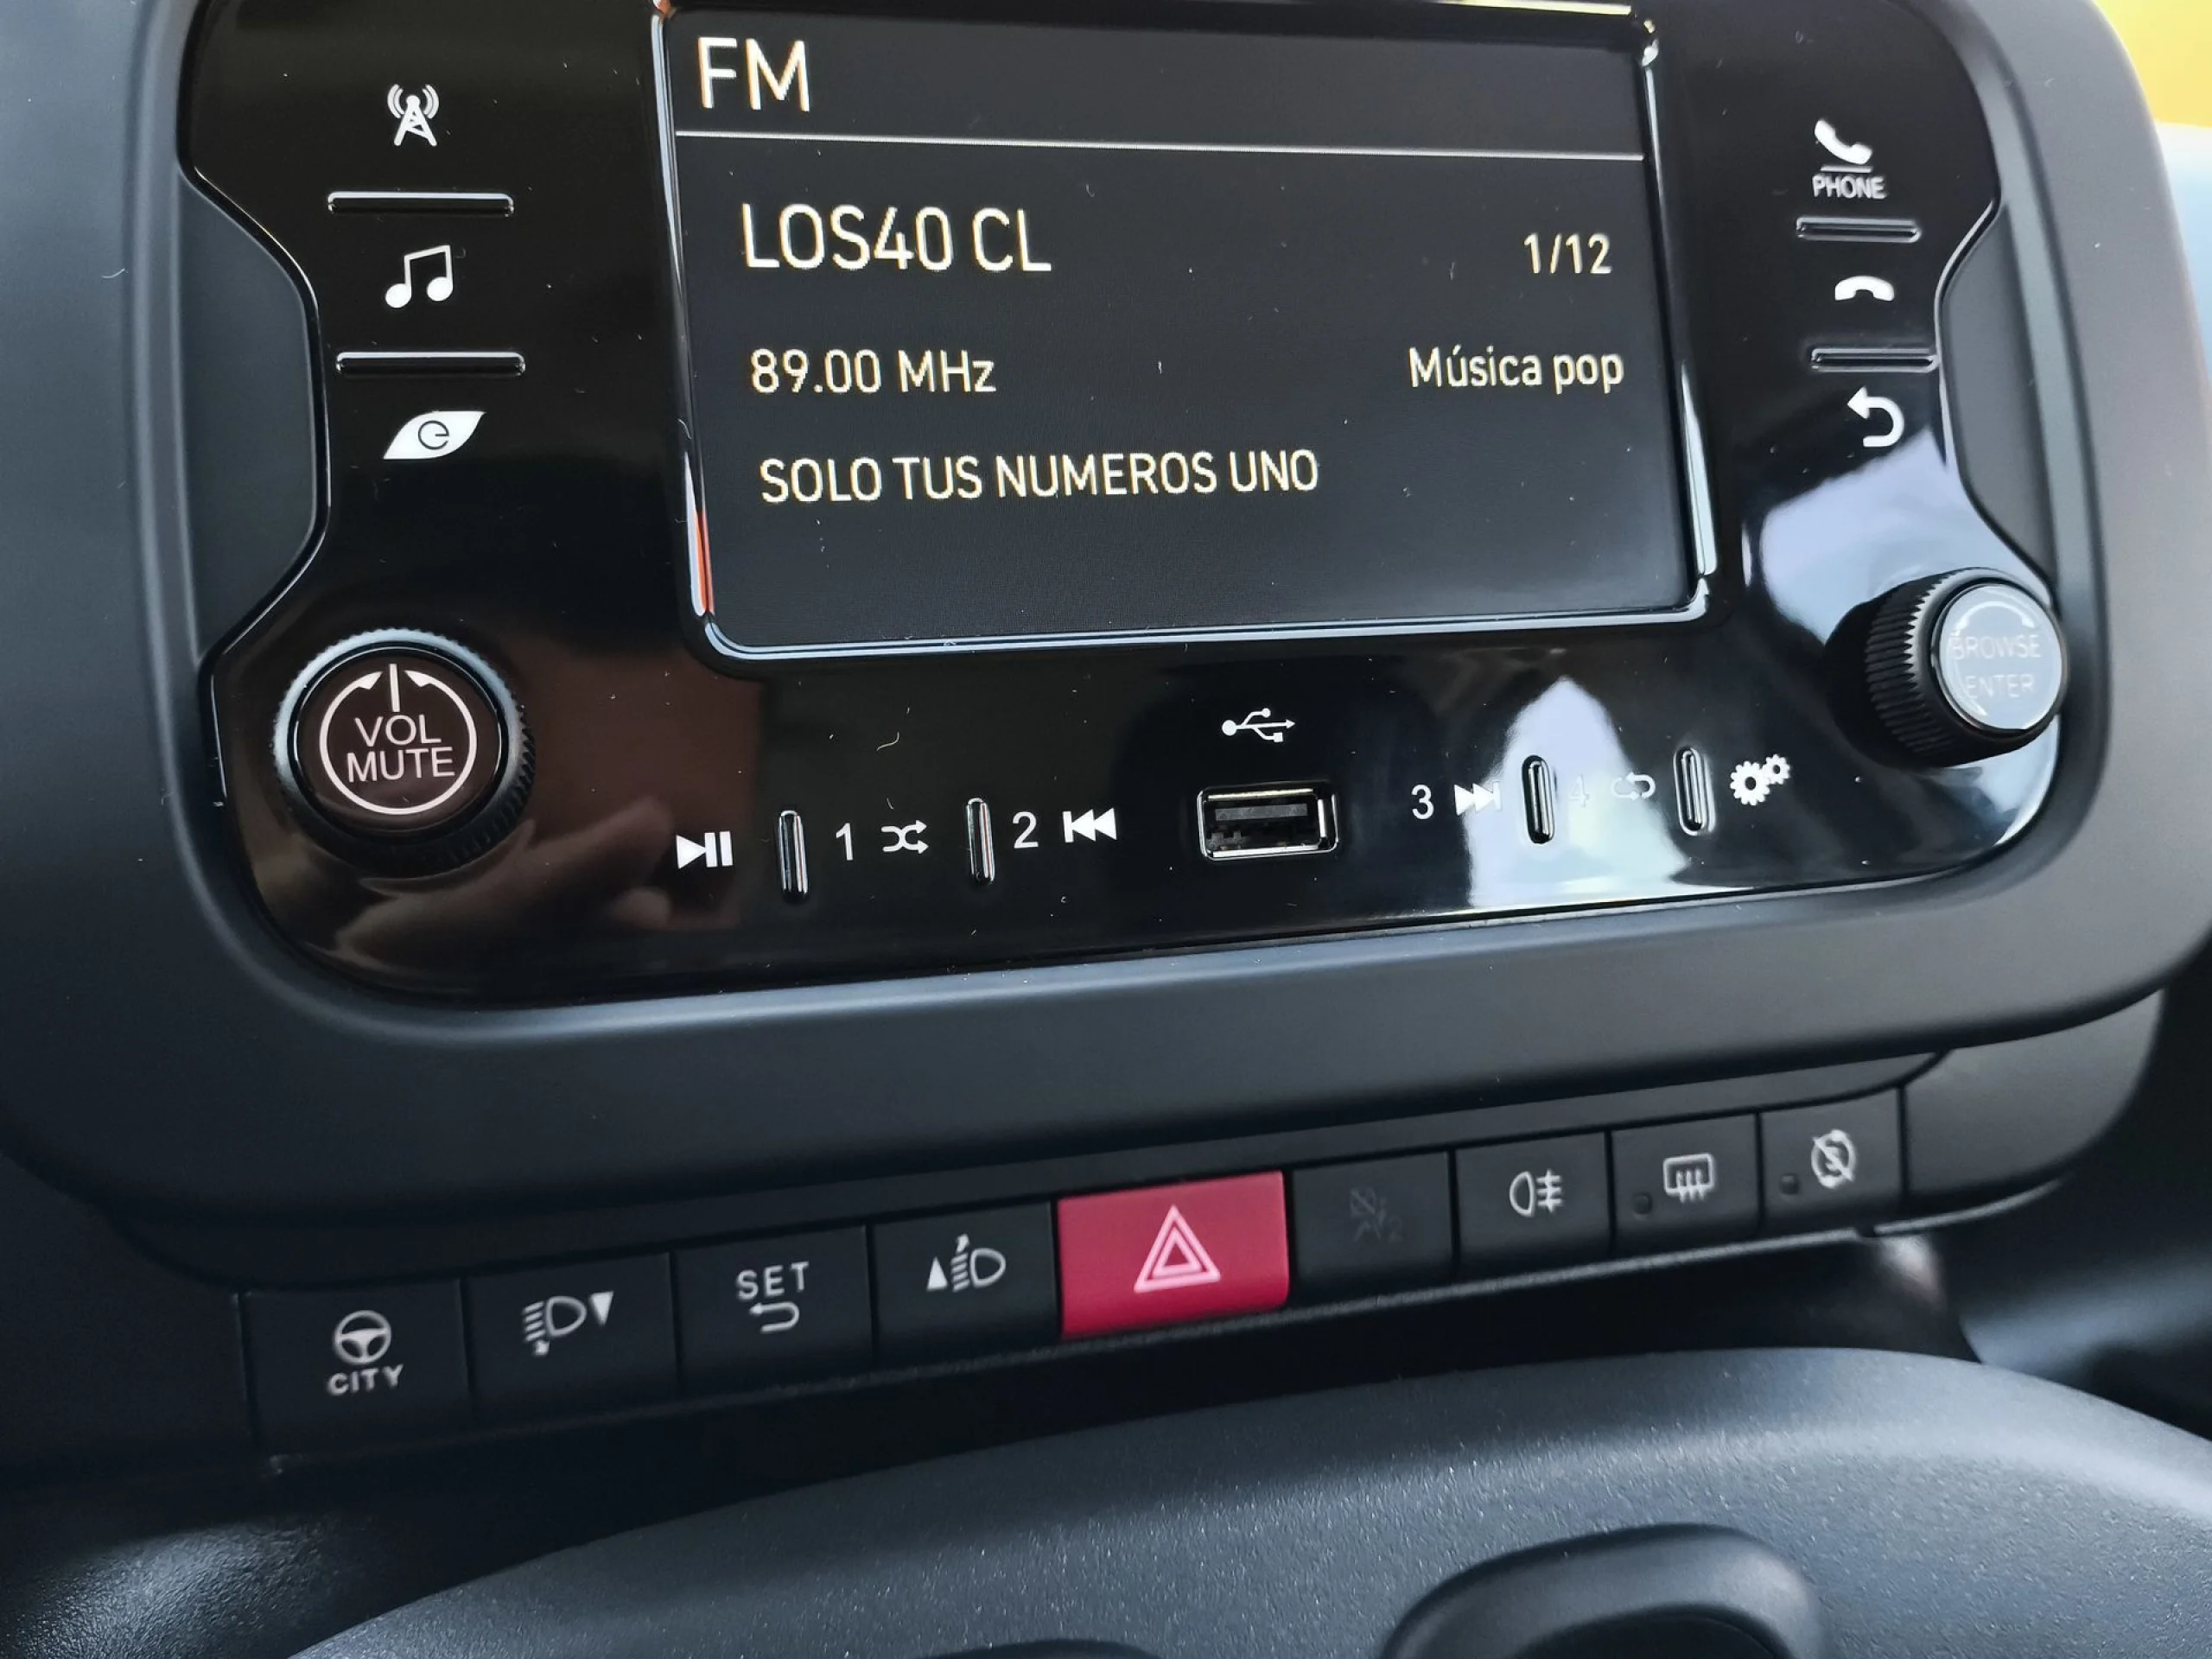 FM
LOS40 CL
1/12
89.00 MHz
Música pop
SOLO TUS NUMEROS UNO
PHONE
e
VOL
MUTE
BROWSE
ENTER
1
2
3
4
CITY
SET